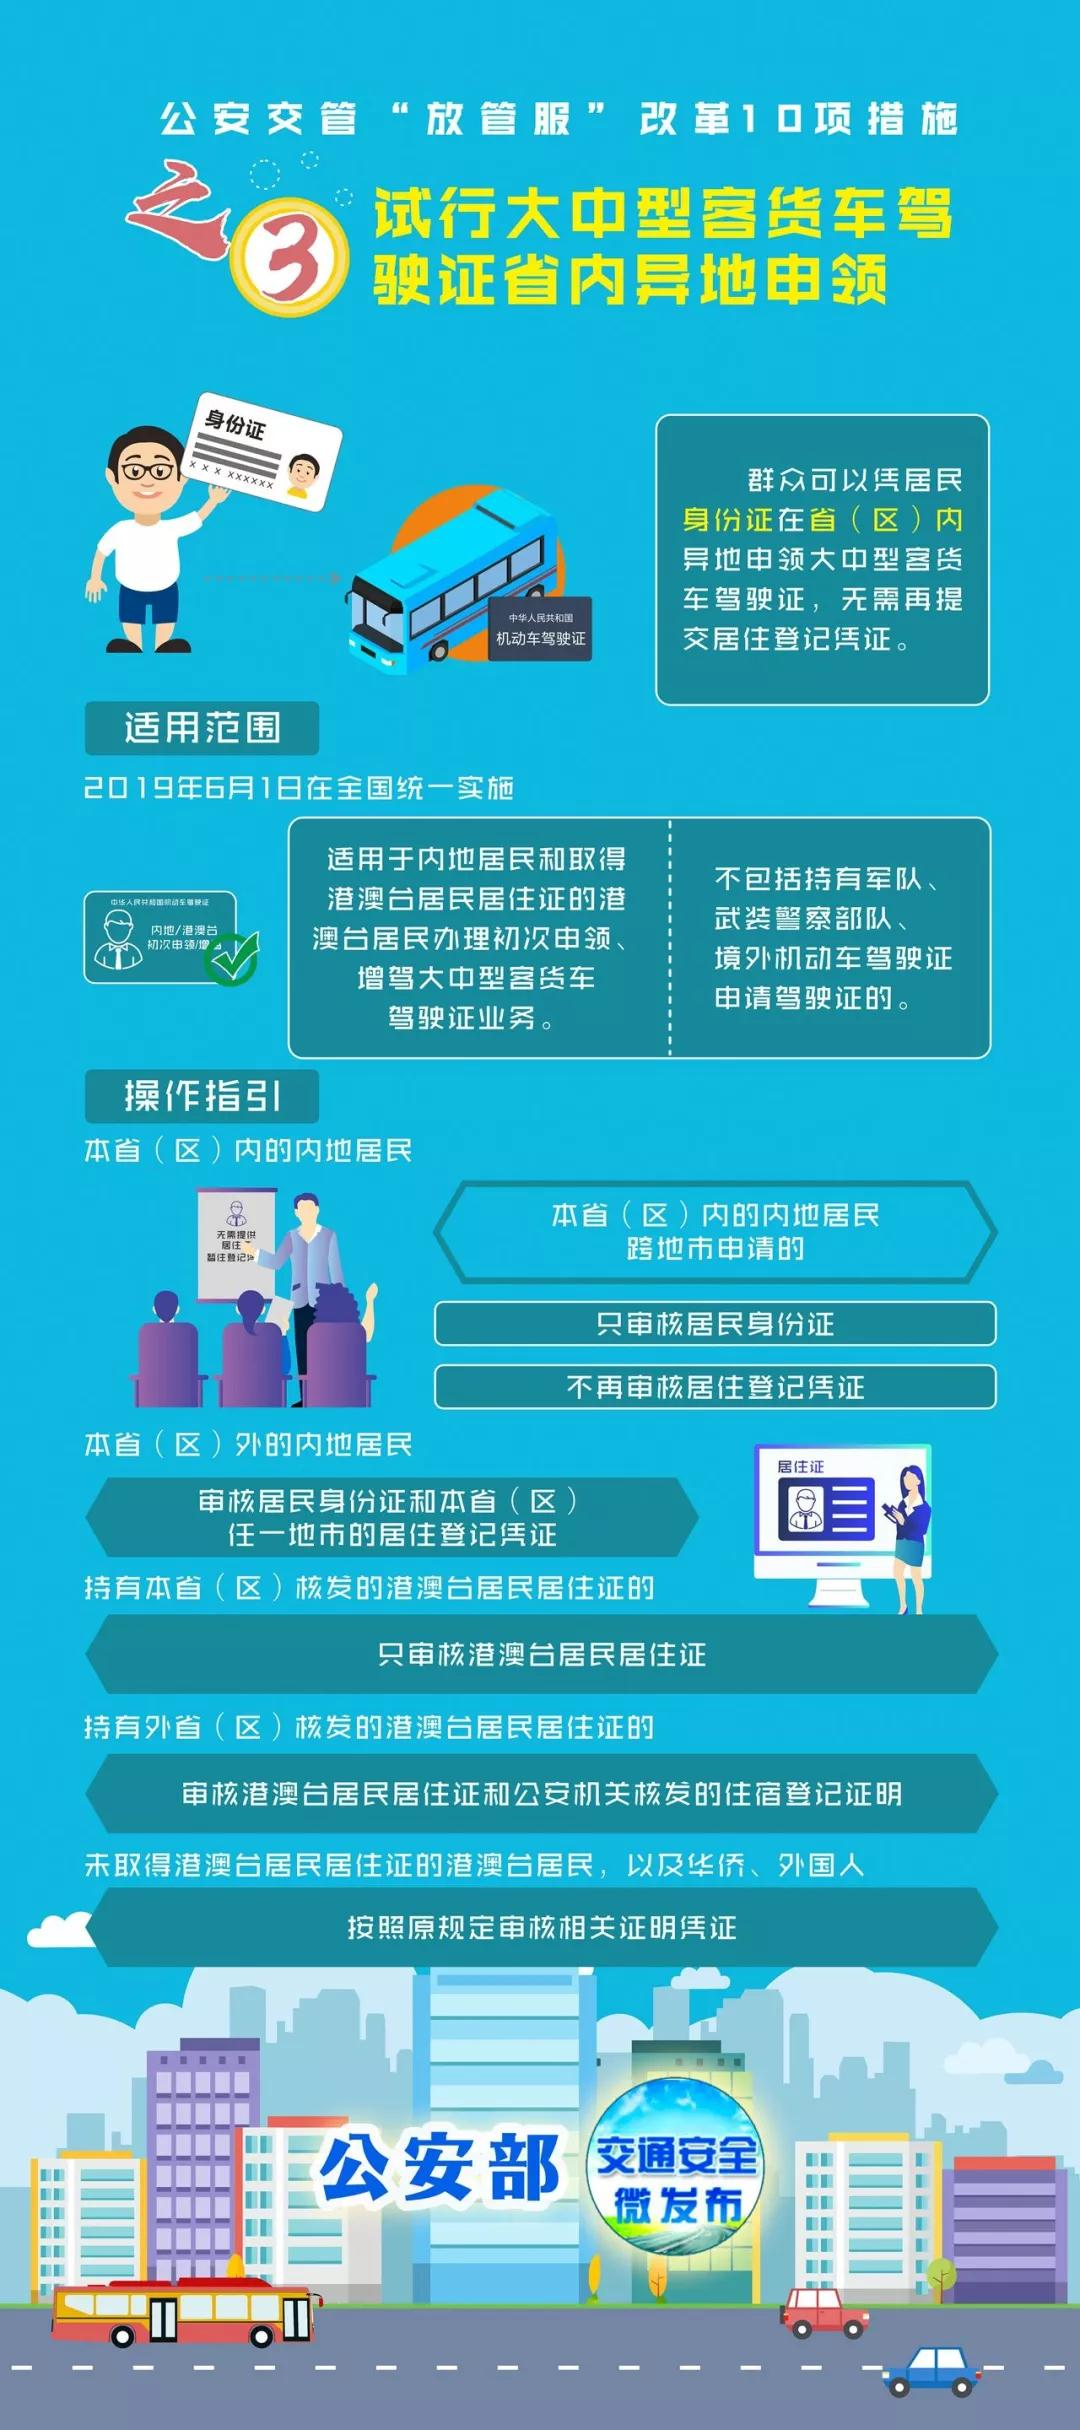 公安交管“放管服”改革10项措施
之3
试行大中型客货车驾
驶证省内异地申领
身份证
X X X XXXXXX
中华人民共和国
机动车驾驶证
群众可以凭居民
身份证在省（区）内
异地申领大中型客货
车驾驶证，无需再提
交居住登记凭证。
适用范围
2019年6月1日在全国统一实施
中华人民共和国机动车驾驶证
内地/港澳台
初次申领/增
适用于内地居民和取得
港澳台居民居住证的港
澳台居民办理初次申领、
增驾大中型客货车
驾驶证业务。
不包括持有军队、
武装警察部队、
境外机动车驾驶证
申请驾驶证的。
操作指引
本省（区）内的内地居民
无需提供
居住
暂住登记
本省（区）内的内地居民
跨地市申请的
只审核居民身份证
不再审核居住登记凭证
本省（区）外的内地居民
审核居民身份证和本省（区）
任一地市的居住登记凭证
居住证
持有本省（区）核发的港澳台居民居住证的
只审核港澳台居民居住证
持有外省（区）核发的港澳台居民居住证的
审核港澳台居民居住证和公安机关核发的住宿登记证明
未取得港澳台居民居住证的港澳台居民，以及华侨、外国人
按照原规定审核相关证明凭证
公安部
交通安全
微发布